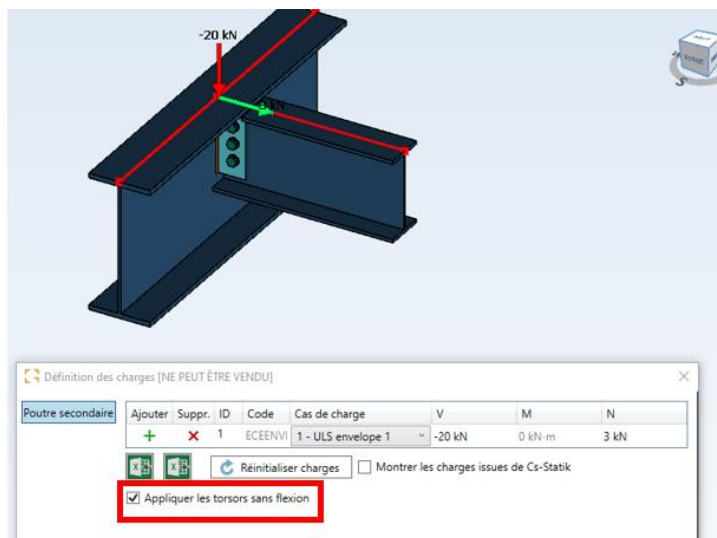 -20 kN
kN
S
Définition des charges [NE PEUT ÊTRE VENDU]
Poutre secondaire
Ajouter Suppr. ID Code Cas de charge V M N
1 ECEENVI 1 - ULS envelope 1 -20 kN 0 kN-m 3 kN
Réinitialiser charges Montrer les charges issues de Cs-Statik
Appliquer les torsors sans flexion